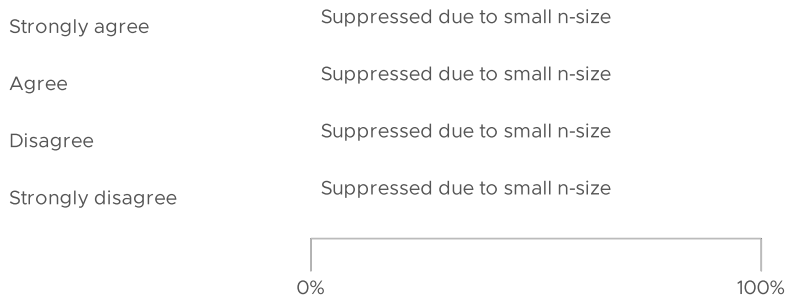 Strongly agree
Suppressed due to small n-size
Agree
Suppressed due to small n-size
Disagree
Suppressed due to small n-size
Strongly disagree
Suppressed due to small n-size
0%
100%